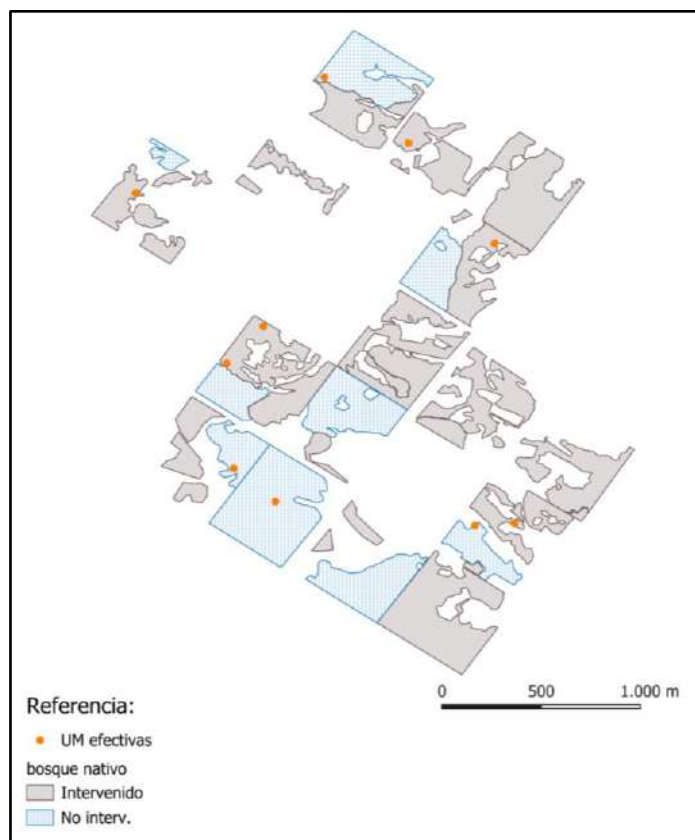 0 500 1.000 m
Referencia:
UM efectivas
bosque nativo
Intervenido
No interv.